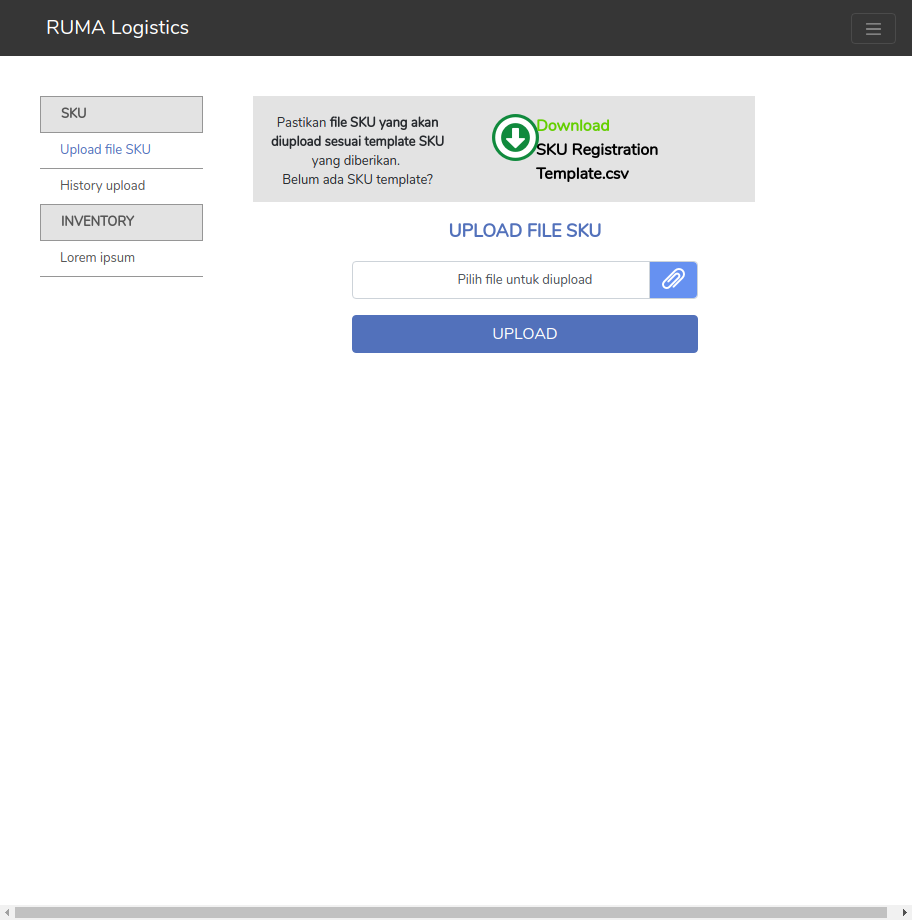 RUMA Logistics
SKU
Upload file SKU
History upload
INVENTORY
Lorem ipsum
Pastikan file SKU yang akan
diupload sesuai template SKU
yang diberikan.
Belum ada SKU template?
Download
SKU Registration
Template.csv
UPLOAD FILE SKU
Pilih file untuk diupload
UPLOAD